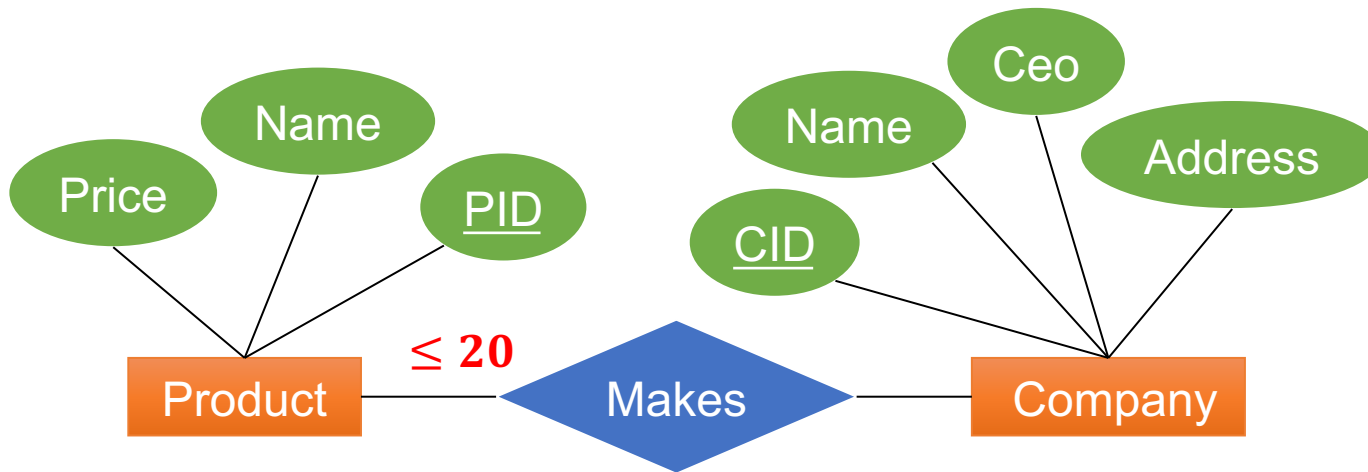 Price
Name
PID
CID
Name
Ceo
Address
Product
≤ 20
Makes
Company